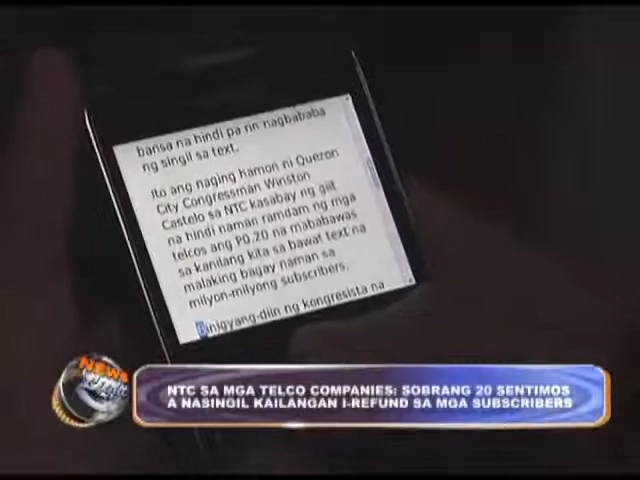 bansa na hindi pa rin nagbababa
ng singil sa text.
Ito ang naging hamon ni Quezon
City Congressman Winston
Castelo sa NTC kasabay ng giit
na hindi naman ramdam ng mga
telcos ang P0.20 na mababawas
sa kanilang kita sa bawat text na
malaking bagay naman sa
milyon-milyong subscribers.
Binigyang-diin ng kongresista na
NEWS
NTC SA MGA TELCO COMPANIES: SOBRANG 20 SENTIMOS
A NASINGIL KAILANGAN I-REFUND SA MGA SUBSCRIBERS